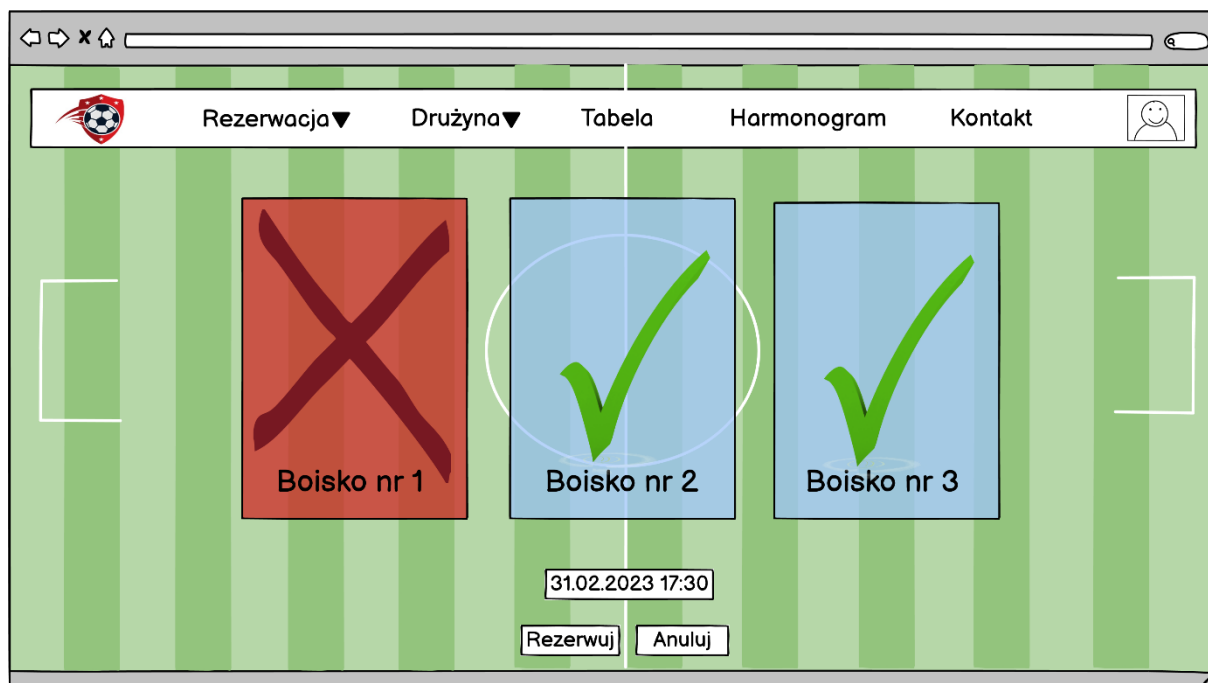 Rezerwacja▼ Drużyna▼ Tabela Harmonogram Kontakt
Boisko nr 1 Boisko nr 2 Boisko nr 3
31.02.2023 17:30
Rezerwuj Anuluj